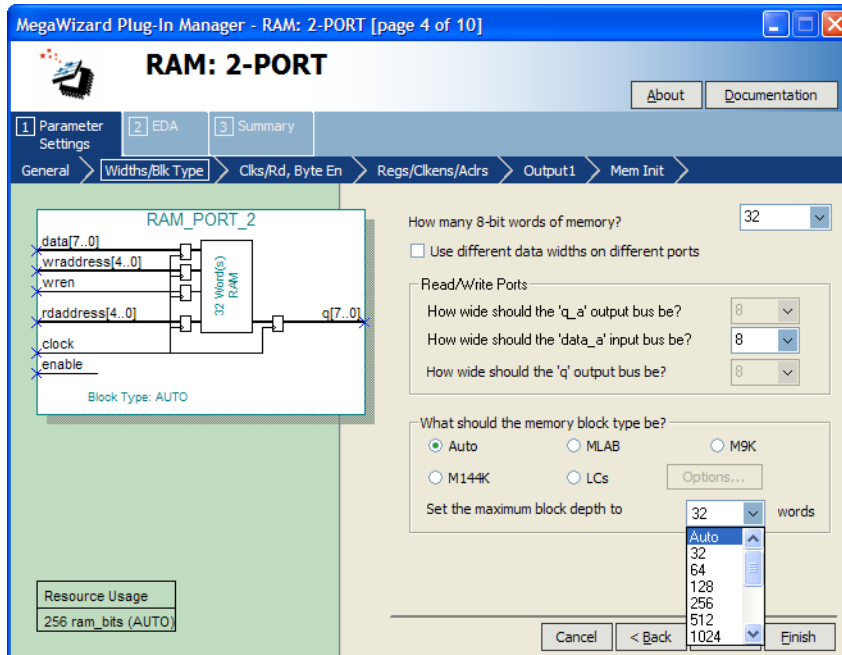 MegaWizard Plug-In Manager - RAM: 2-PORT [page 4 of 10]
RAM: 2-PORT
About
Documentation
1 Parameter Settings
2 EDA
3 Summary
General
Widths/Blk Type
Clks/Rd, Byte En
Regs/Clkens/Aclrs
Output1
Mem Init
RAM_PORT_2
data[7..0]
wraddress[4..0]
wren
rdaddress[4..0]
clock
enable
32 Word(s)
RAM
q[7..0]
Block Type: AUTO
Resource Usage
256 ram_bits (AUTO)
How many 8-bit words of memory? 32
Use different data widths on different ports
Read/Write Ports
How wide should the 'q_a' output bus be? 8
How wide should the 'data_a' input bus be? 8
How wide should the 'q' output bus be? 8
What should the memory block type be?
Auto
MLAB
M9K
M144K
LCs
Options...
Set the maximum block depth to 32 words
Auto
32
64
128
256
512
1024
Cancel
< Back
Finish